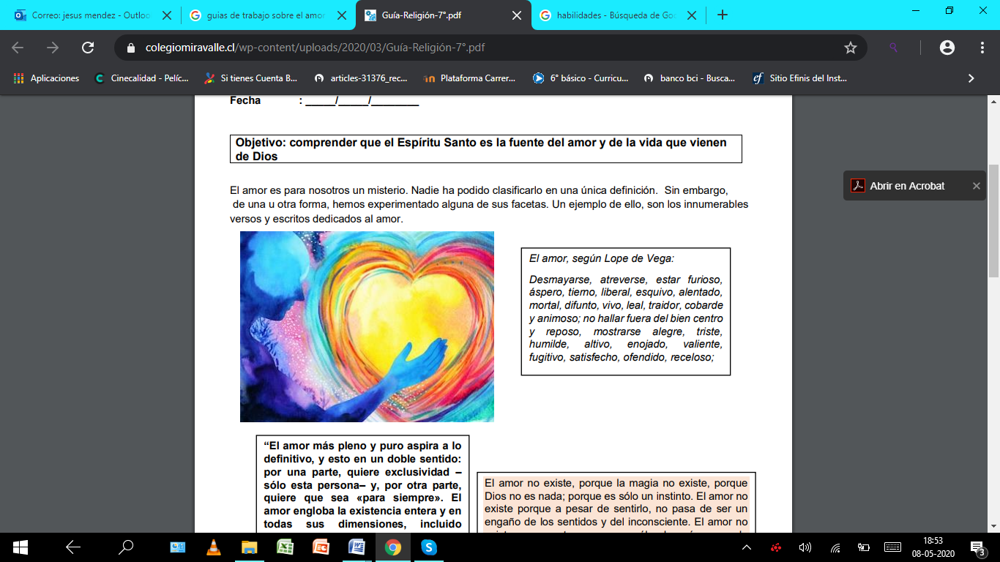 Correo: jesus mendez - Outloo
guias de trabajo sobre el amor
Guía-Religión-7°.pdf
habilidades - Búsqueda de Goo
colegiomiravalle.cl/wp-content/uploads/2020/03/Guía-Religión-7°.pdf
Aplicaciones
Cinecalidad - Pelíc...
Si tienes Cuenta B...
articles-31376_rec...
Plataforma Carrer...
6° básico - Curricu...
banco bci - Busca...
Sitio Efinis del Inst...
Fecha : _____/_____/________
Objetivo: comprender que el Espíritu Santo es la fuente del amor y de la vida que vienen
de Dios
El amor es para nosotros un misterio. Nadie ha podido clasificarlo en una única definición. Sin embargo,
de una u otra forma, hemos experimentado alguna de sus facetas. Un ejemplo de ello, son los innumerables
versos y escritos dedicados al amor.
Abrir en Acrobat
El amor, según Lope de Vega:
Desmayarse, atreverse, estar furioso,
áspero, tierno, liberal, esquivo, alentado,
mortal, difunto, vivo, leal, traidor, cobarde
y animoso; no hallar fuera del bien centro
y reposo, mostrarse alegre, triste,
humilde, altivo, enojado, valiente,
fugitivo, satisfecho, ofendido, receloso;
“El amor más pleno y puro aspira a lo
definitivo, y esto en un doble sentido:
por una parte, quiere exclusividad –
sólo esta persona– y, por otra parte,
quiere que sea «para siempre». El
amor engloba la existencia entera y en
todas sus dimensiones, incluido
El amor no existe, porque la magia no existe, porque
Dios no es nada; porque es sólo un instinto. El amor no
existe porque a pesar de sentirlo, no pasa de ser un
engaño de los sentidos y del inconsciente. El amor no
18:53
08-05-2020
3